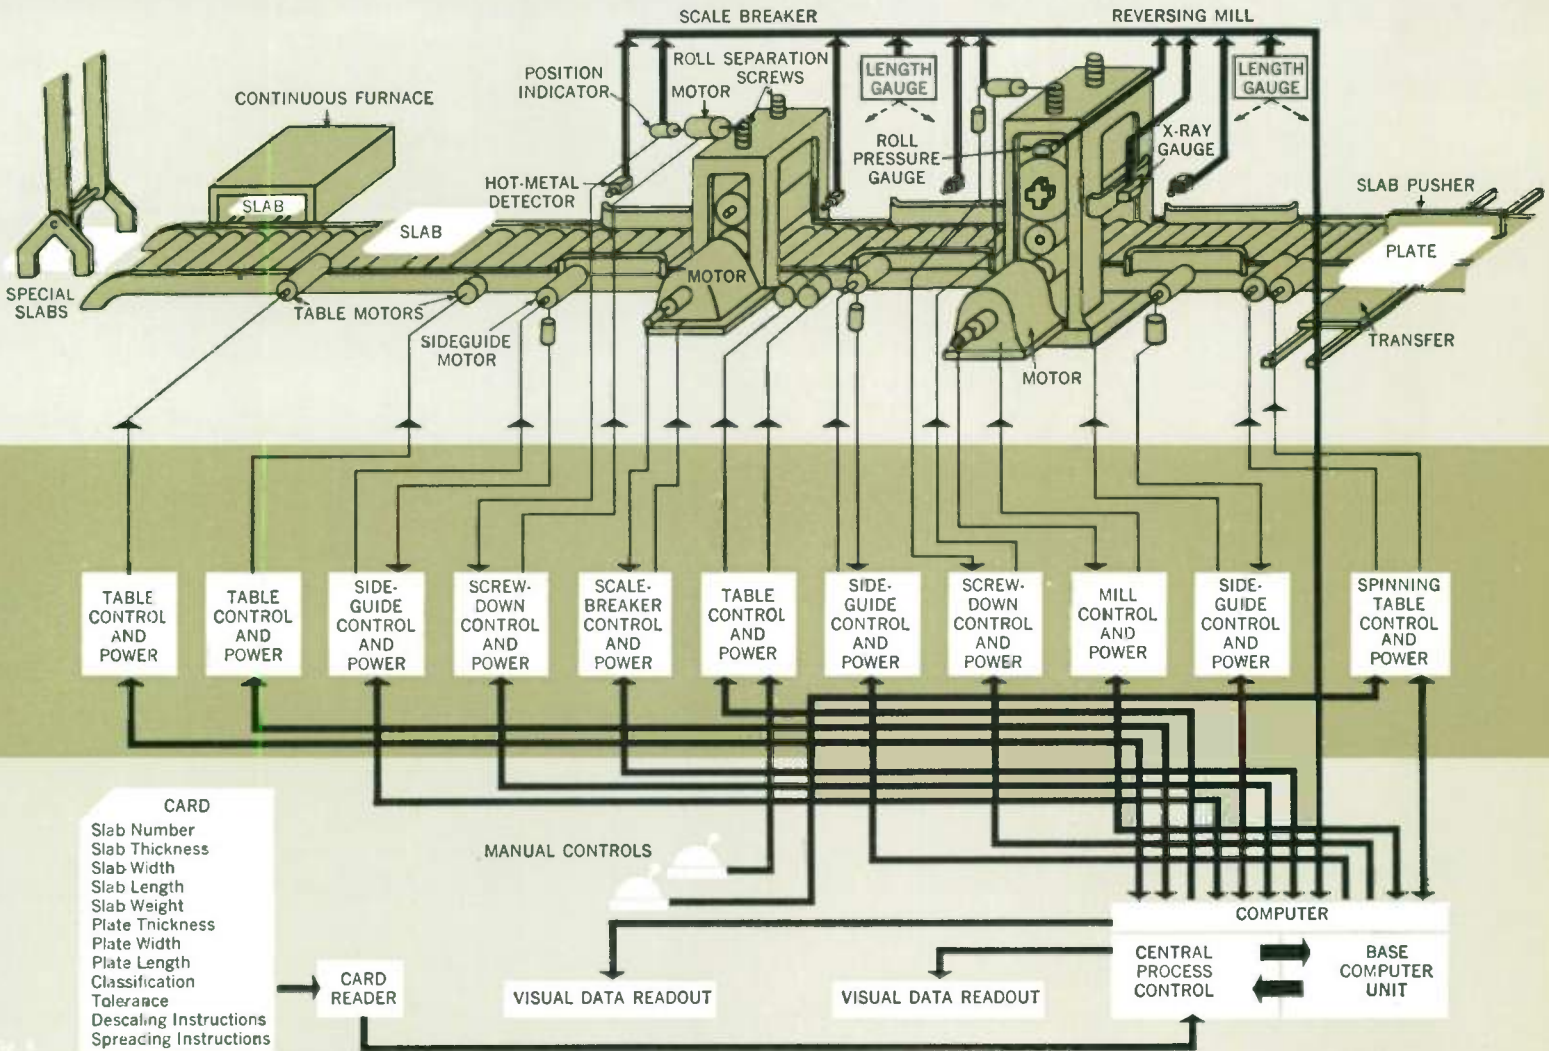 SCALE BREAKER
REVERSING MILL
ROLL SEPARATION
SCREWS
POSITION
INDICATOR
MOTOR
LENGTH
GAUGE
LENGTH
GAUGE
CONTINUOUS FURNACE
ROLL
PRESSURE
GAUGE
X-RAY
GAUGE
HOT-METAL
DETECTOR
SLAB PUSHER
SLAB
SLAB
PLATE
MOTOR
SPECIAL
SLABS
TABLE MOTORS
SIDEGUIDE
MOTOR
MOTOR
TRANSFER
TABLE
CONTROL
AND
POWER
TABLE
CONTROL
AND
POWER
SIDE-
GUIDE
CONTROL
AND
POWER
SCREW-
DOWN
CONTROL
AND
POWER
SCALE-
BREAKER
CONTROL
AND
POWER
TABLE
CONTROL
AND
POWER
SIDE-
GUIDE
CONTROL
AND
POWER
SCREW-
DOWN
CONTROL
AND
POWER
MILL
CONTROL
AND
POWER
SIDE-
GUIDE
CONTROL
AND
POWER
SPINNING
TABLE
CONTROL
AND
POWER
CARD
Slab Number
Slab Thickness
Slab Width
Slab Length
Slab Weight
Plate Thickness
Plate Width
Plate Length
Classification
Tolerance
Descaling Instructions
Spreading Instructions
CARD
READER
MANUAL CONTROLS
VISUAL DATA READOUT
VISUAL DATA READOUT
COMPUTER
CENTRAL
PROCESS
CONTROL
BASE
COMPUTER
UNIT